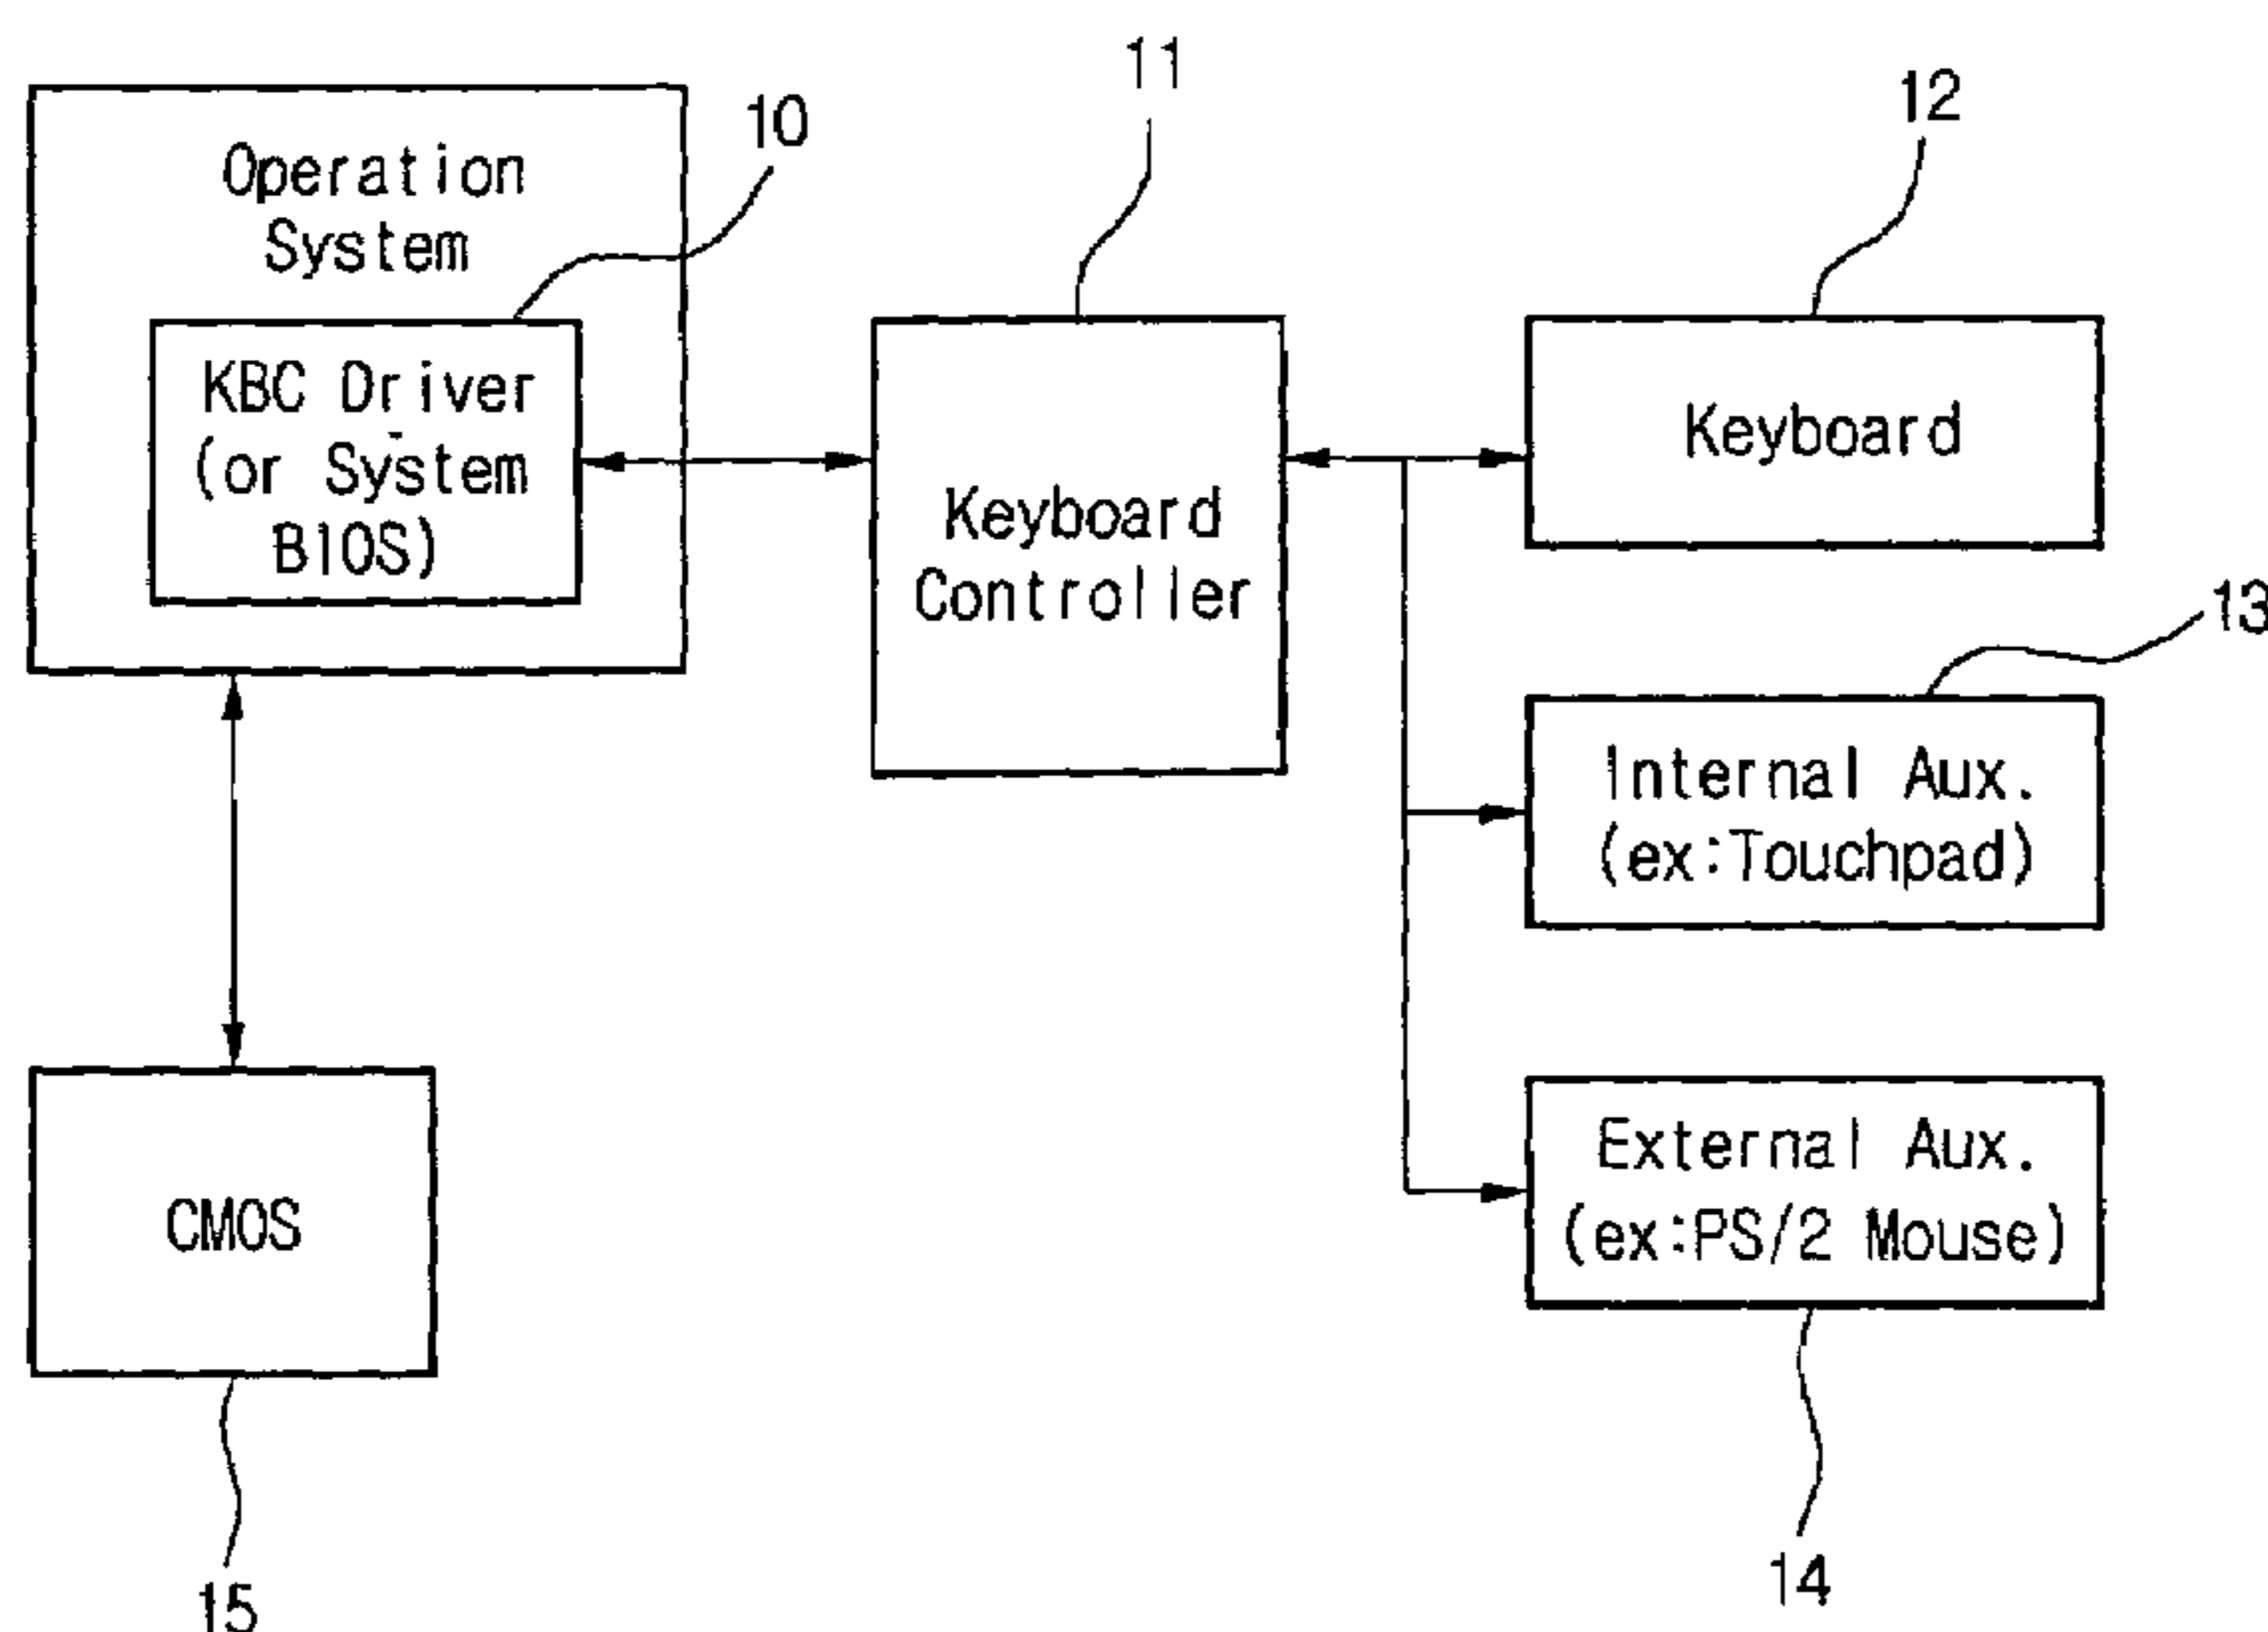 11
12
10
Operation
System
KBC Driver
(or System
BIOS)
Keyboard
Controller
Keyboard
13
Internal Aux.
(ex:Touchpad)
External Aux.
(ex:PS/2 Mouse)
CMOS
14
15